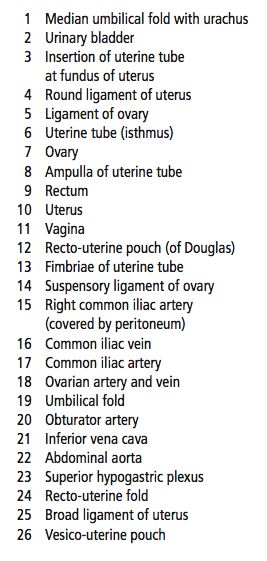 1 Median umbilical fold with urachus
2 Urinary bladder
3 Insertion of uterine tube
at fundus of uterus
4 Round ligament of uterus
5 Ligament of ovary
6 Uterine tube (isthmus)
7 Ovary
8 Ampulla of uterine tube
9 Rectum
10 Uterus
11 Vagina
12 Recto-uterine pouch (of Douglas)
13 Fimbriae of uterine tube
14 Suspensory ligament of ovary
15 Right common iliac artery
(covered by peritoneum)
16 Common iliac vein
17 Common iliac artery
18 Ovarian artery and vein
19 Umbilical fold
20 Obturator artery
21 Inferior vena cava
22 Abdominal aorta
23 Superior hypogastric plexus
24 Recto-uterine fold
25 Broad ligament of uterus
26 Vesico-uterine pouch